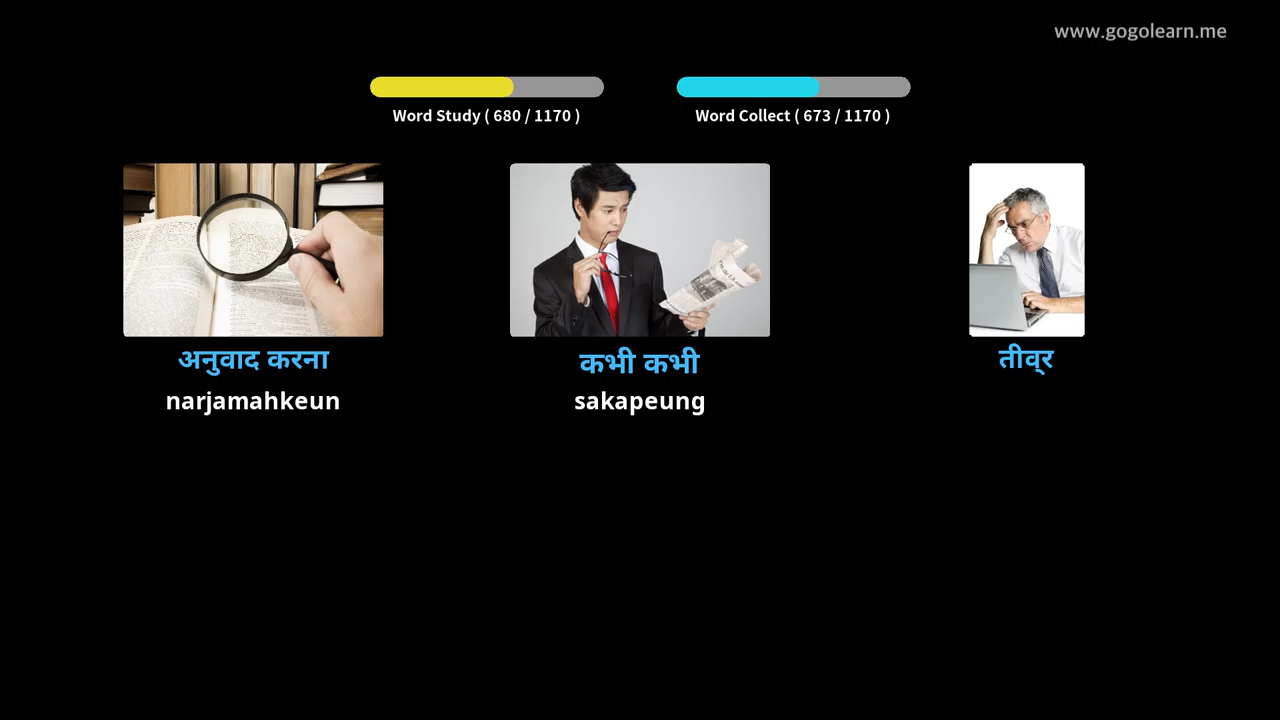 www.gogolearn.me
Word Study ( 680 / 1170 )
Word Collect ( 673 / 1170 )
अनुवाद करना
narjamahkeun
कभी कभी
sakapeung
तीव्र